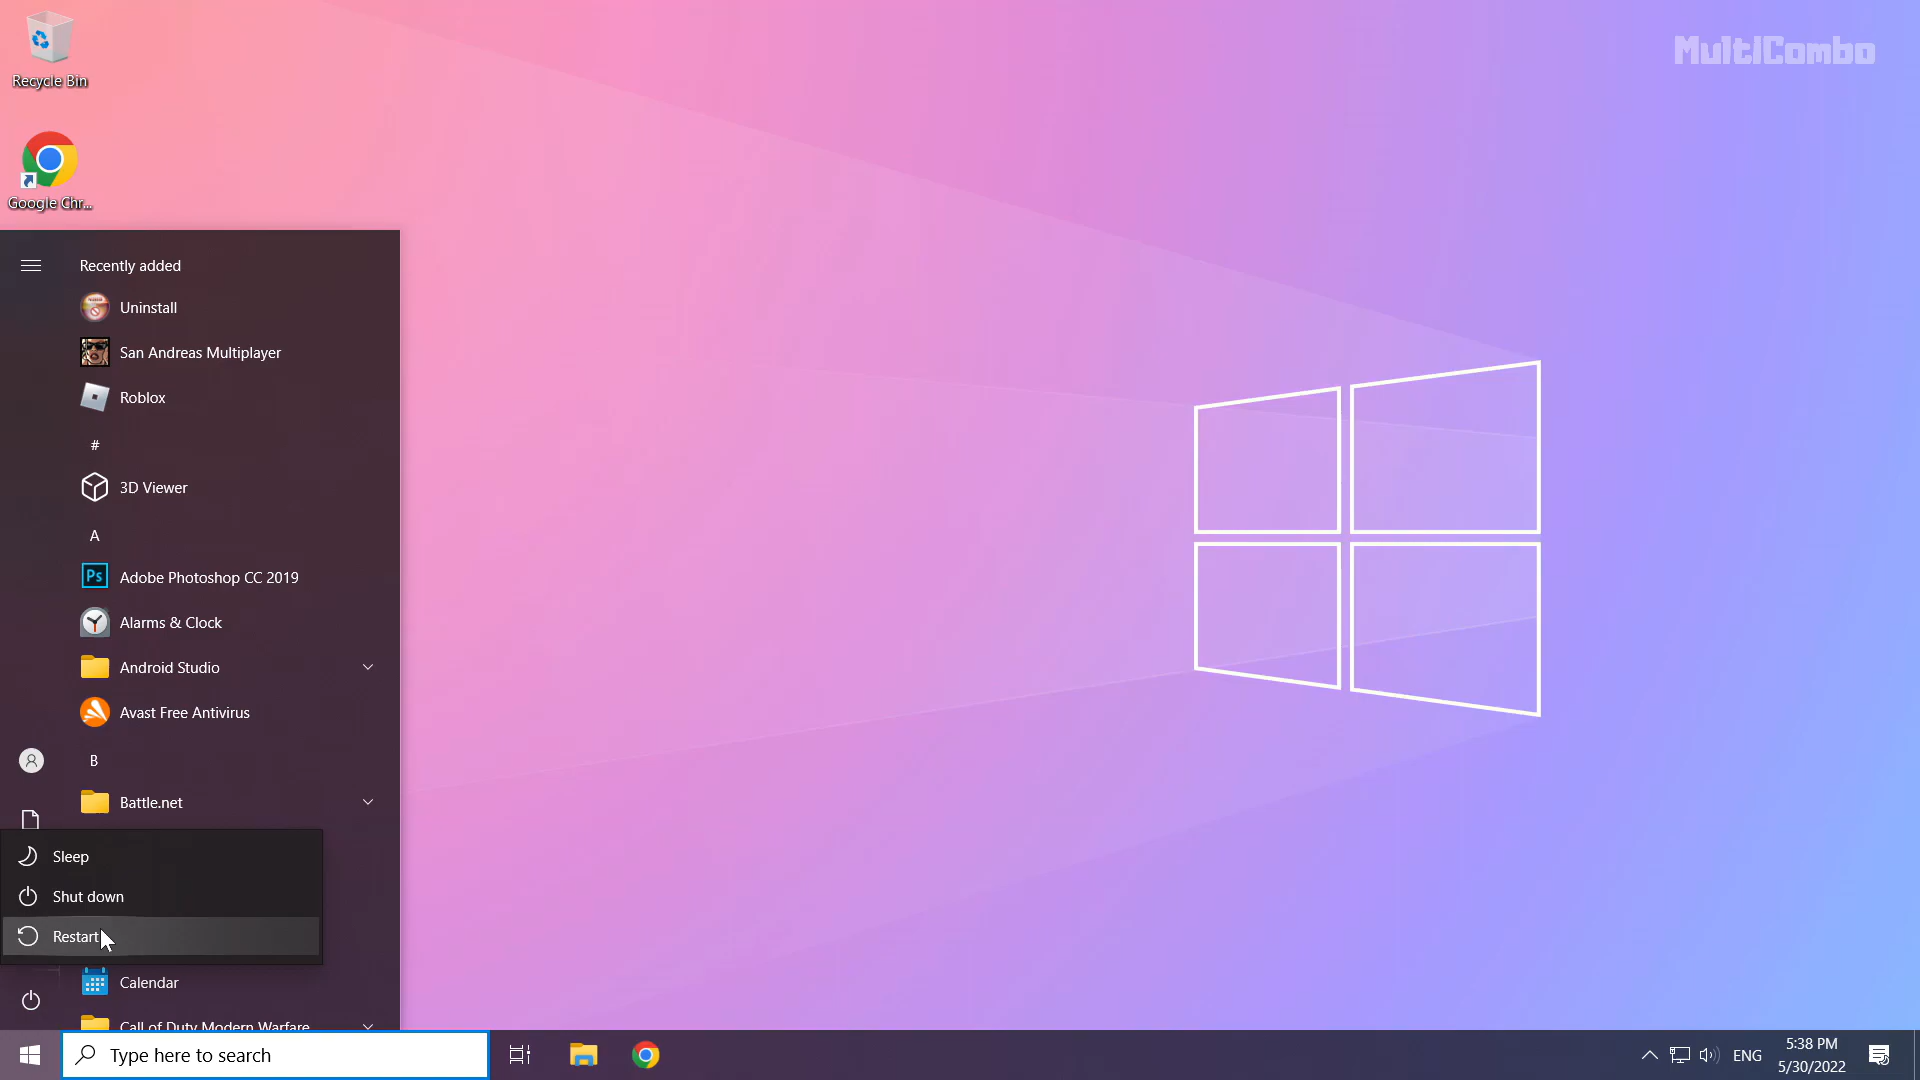 MultiCombo
Recycle Bin
Google Chr...
Recently added
Uninstall
San Andreas Multiplayer
Roblox
#
3D Viewer
A
Ps
Adobe Photoshop CC 2019
Alarms & Clock
Android Studio
Avast Free Antivirus
B
Battle.net
Sleep
Shut down
Restart
Calendar
Call of Duty Modern Warfare
Type here to search
ENG
5:38 PM
5/30/2022